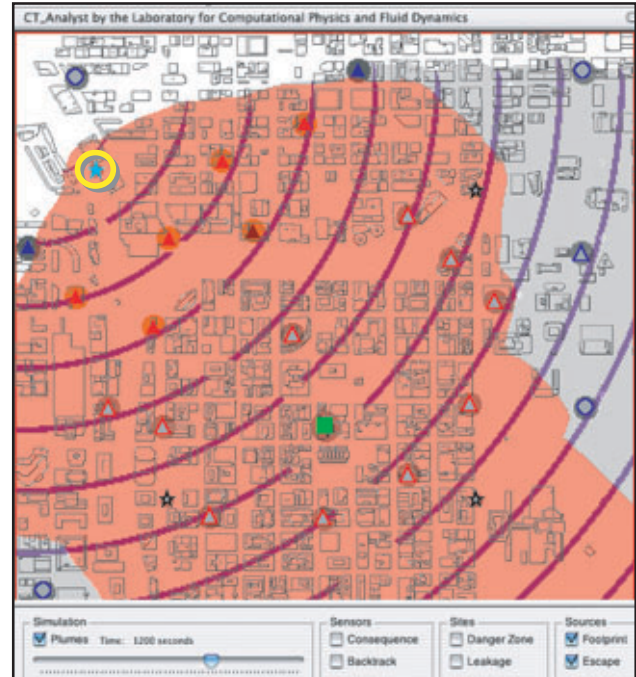 CT_Analyst by the Laboratory for Computational Physics and Fluid Dynamics
Simulation
Plumes Time: 1200 seconds
Sensors
Consequence
Backtrack
Sites
Danger Zone
Leakage
Sources
Footprint
Escape